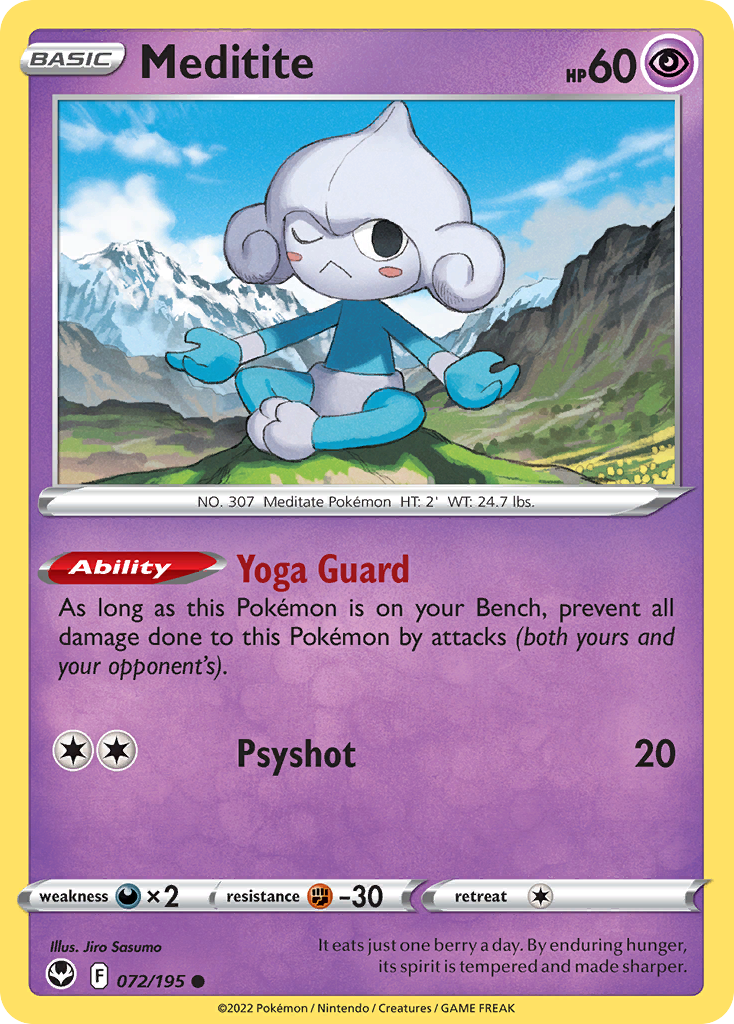 BASIC Meditite HP60
NO. 307 Meditate Pokémon HT: 2' WT: 24.7 lbs.
Ability Yoga Guard
As long as this Pokémon is on your Bench, prevent all
damage done to this Pokémon by attacks (both yours and
your opponent's).
Psyshot 20
weakness ×2 resistance -30 retreat
Illus. Jiro Sasumo
It eats just one berry a day. By enduring hunger,
its spirit is tempered and made sharper.
F 072/195
©2022 Pokémon / Nintendo / Creatures / GAME FREAK